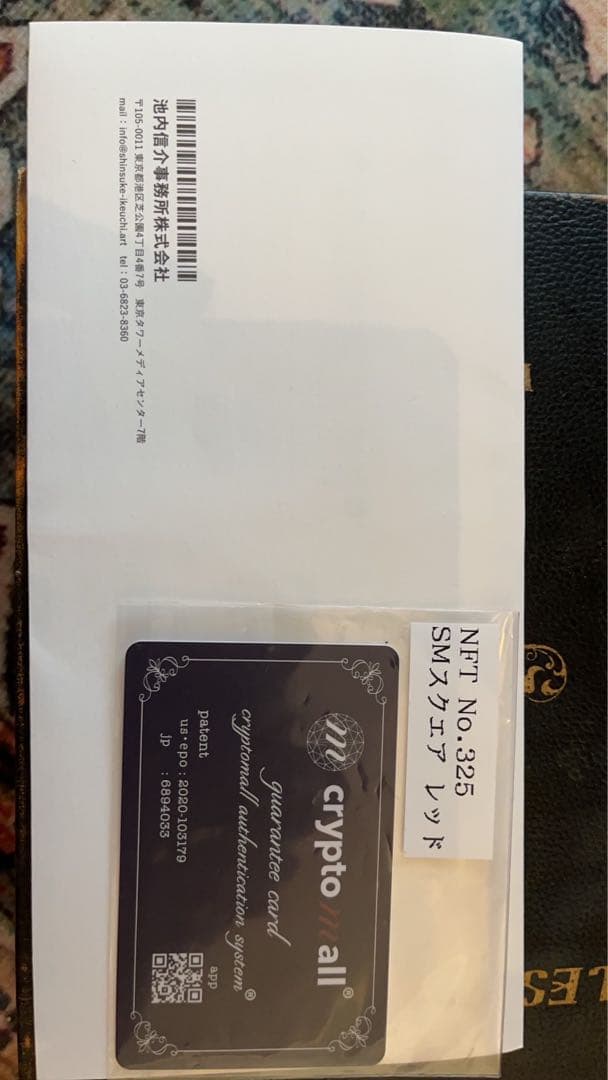 池内信介事務所株式会社
〒105-0011 東京都港区芝公園4丁目4番7号 東京タワーメディアセンター7階
mail : info@shinsuke-ikeuchi.art tel : 03-6823-8360
NFT No.325
SMスクエア レッド
m crypto mall®
guarantee card
cryptomall authentication system®
patent
us・epo : 2020-103179
jp : 6894033
app
LES